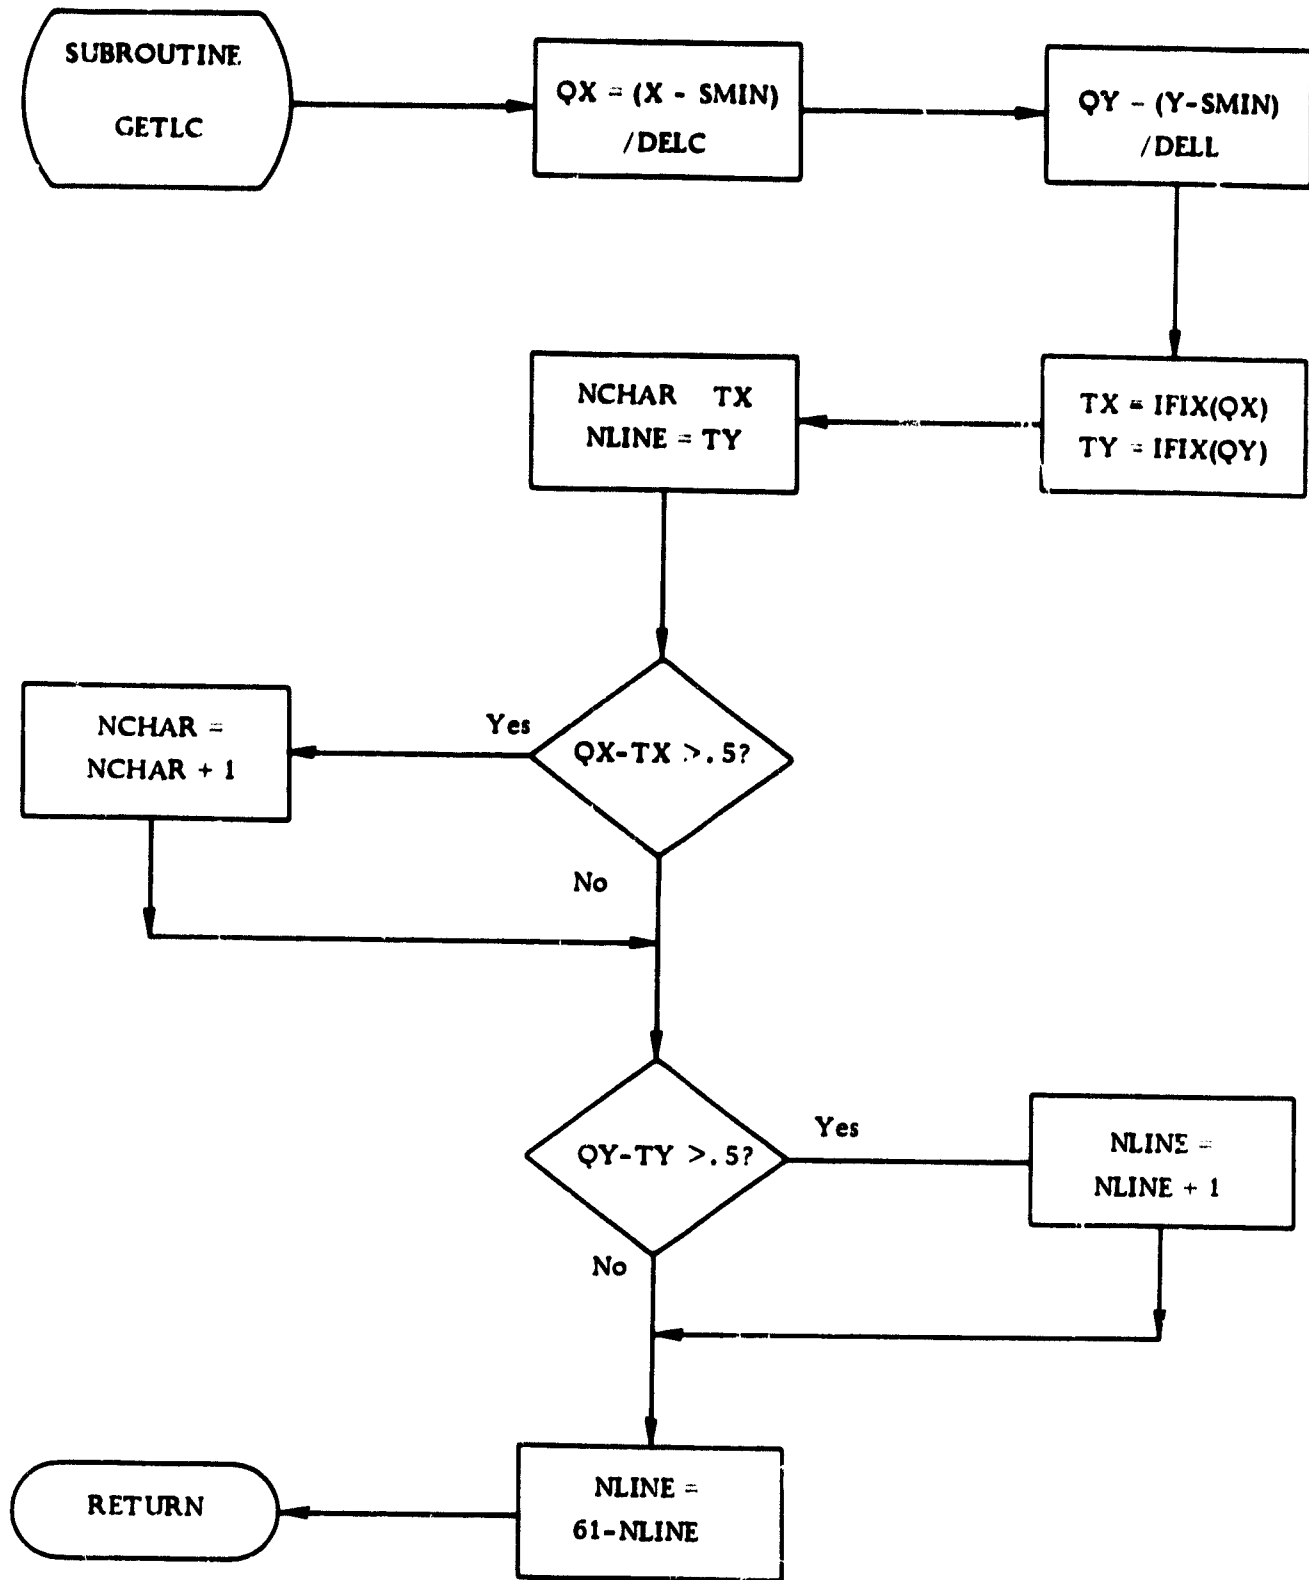 SUBROUTINE
GETLC
QX = (X - SMIN)
/DELC
QY - (Y-SMIN)
/DELL
TX = IFIX(QX)
TY = IFIX(QY)
NCHAR TX
NLINE = TY
QX-TX >.5?
Yes
NCHAR =
NCHAR + 1
No
QY-TY >.5?
Yes
NLINE =
NLINE + 1
No
NLINE =
61-NLINE
RETURN